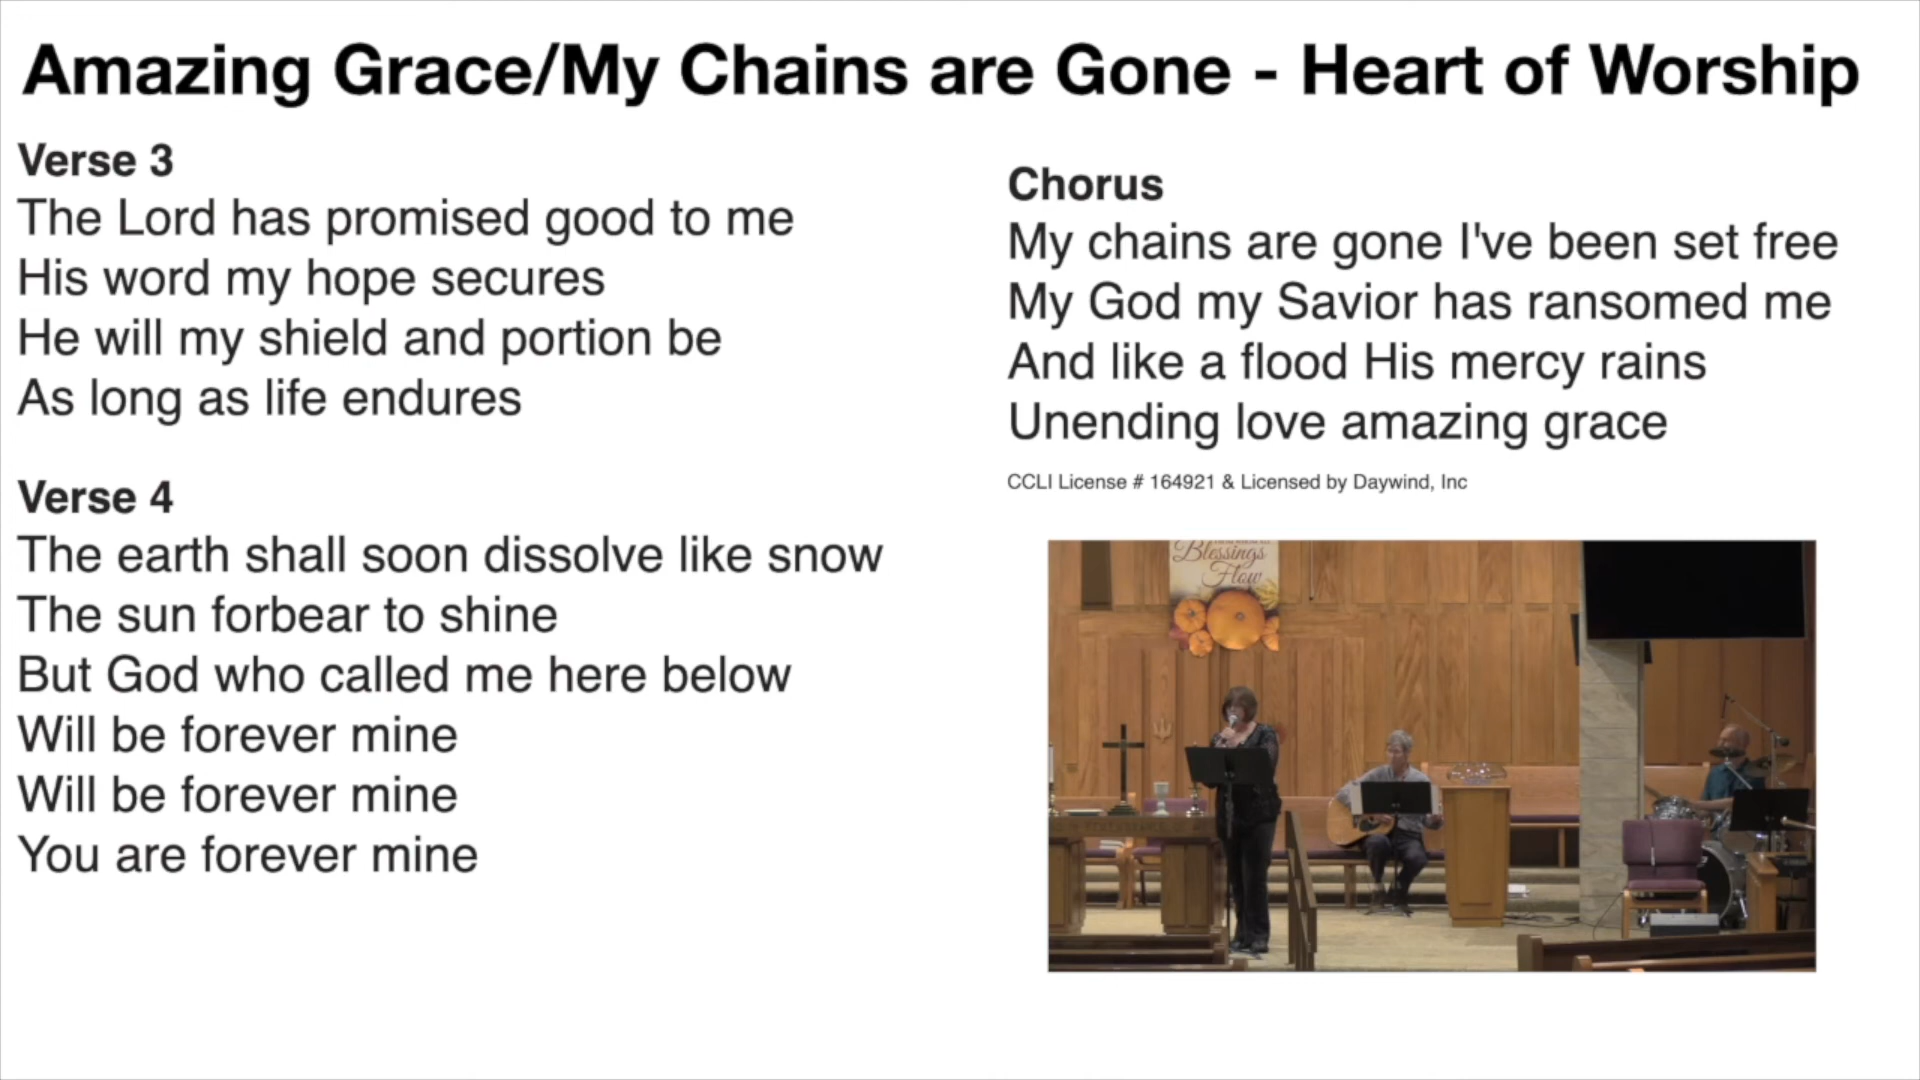 Amazing Grace/My Chains are Gone - Heart of Worship
Verse 3
The Lord has promised good to me
His word my hope secures
He will my shield and portion be
As long as life endures
Verse 4
The earth shall soon dissolve like snow
The sun forbear to shine
But God who called me here below
Will be forever mine
Will be forever mine
You are forever mine
Chorus
My chains are gone I've been set free
My God my Savior has ransomed me
And like a flood His mercy rains
Unending love amazing grace
CCLI License # 164921 & Licensed by Daywind, Inc
Blessings
Flow